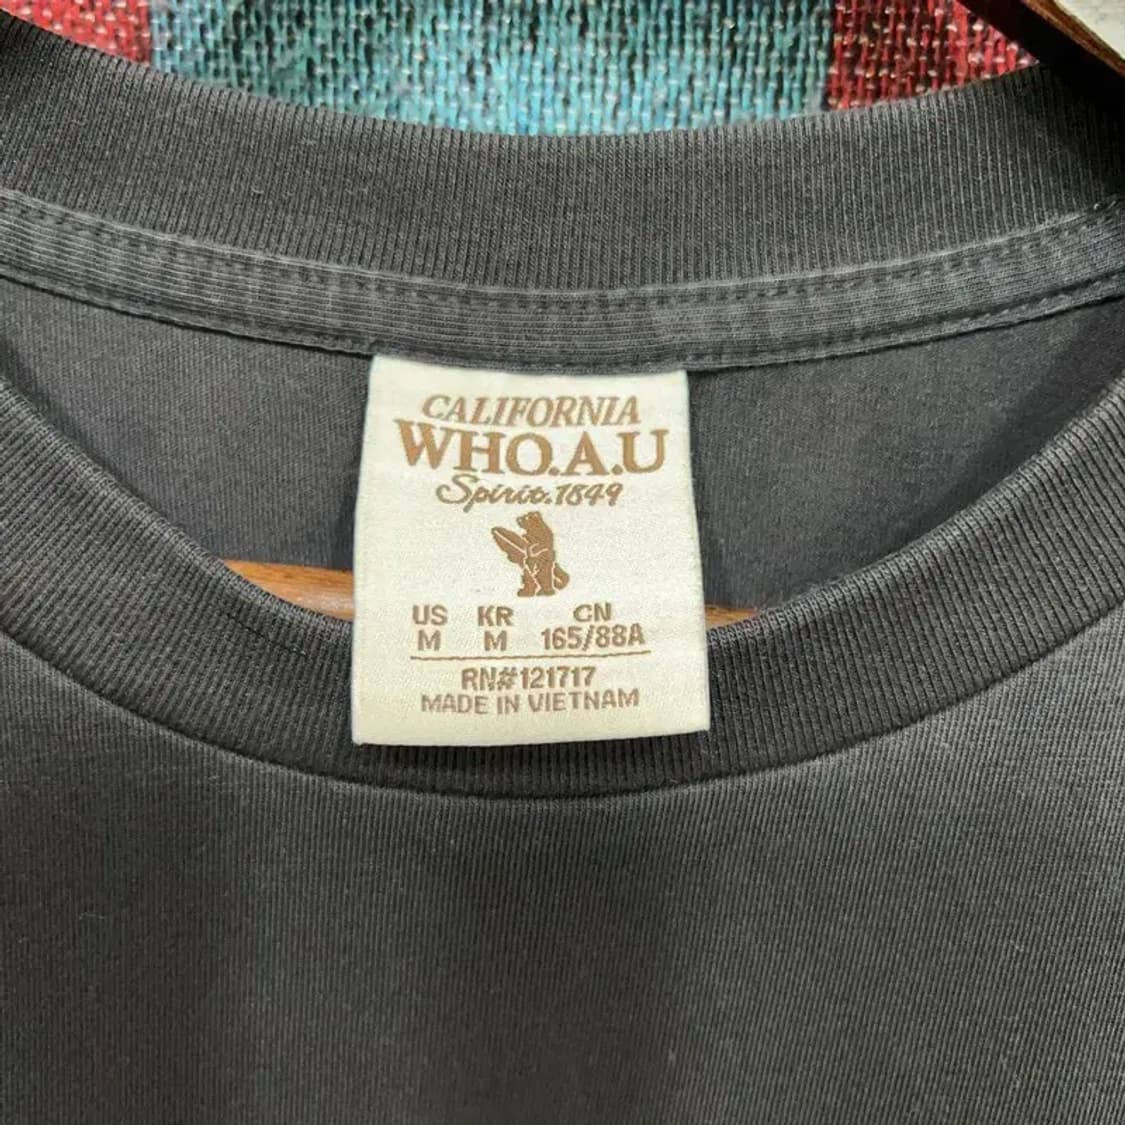 CALIFORNIA
WHO.A.U
Spirit.1849
US KR CN
M M 165/88A
RN#121717
MADE IN VIETNAM